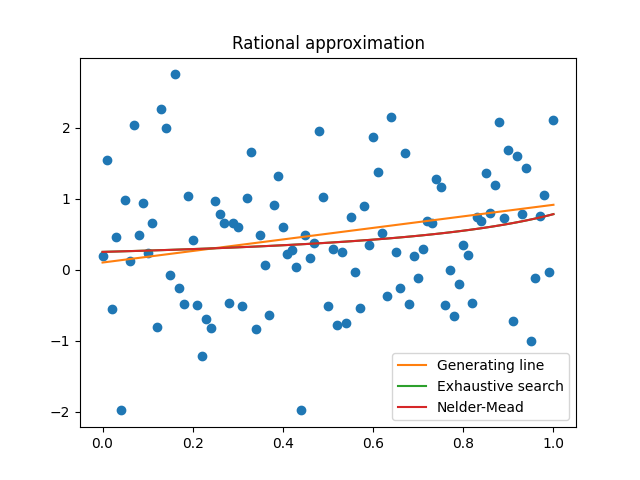 Rational approximation
2
1
0
−1
−2
0.0 0.2 0.4 0.6 0.8 1.0
Generating line
Exhaustive search
Nelder-Mead